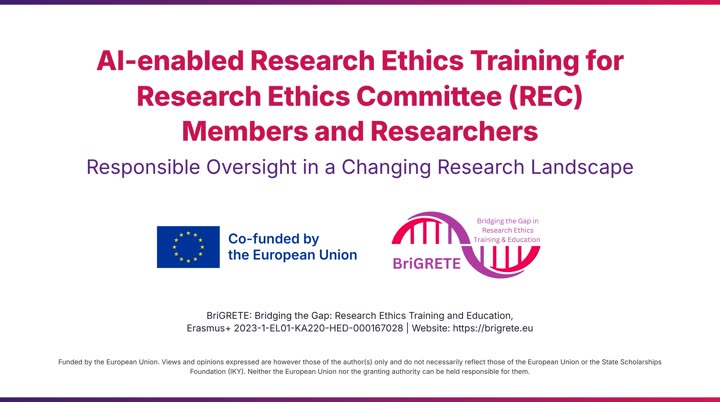 AI-enabled Research Ethics Training for
Research Ethics Committee (REC)
Members and Researchers
Responsible Oversight in a Changing Research Landscape
Co-funded by
the European Union
Bridging the Gap in
Research Ethics
Training & Education
BriGRETE
BriGRETE: Bridging the Gap: Research Ethics Training and Education,
Erasmus+ 2023-1-EL01-KA220-HED-000167028 | Website: https://brigrete.eu
Funded by the European Union. Views and opinions expressed are however those of the author(s) only and do not necessarily reflect those of the European Union or the State Scholarships
Foundation (IKY). Neither the European Union nor the granting authority can be held responsible for them.